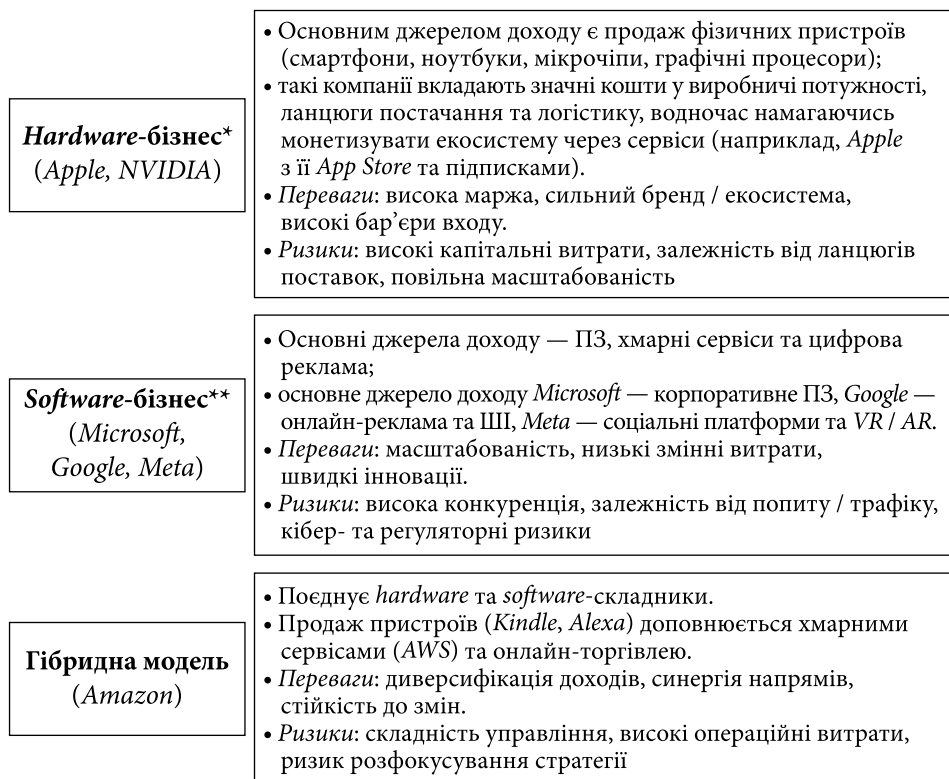 Hardware-бізнес*
(Apple, NVIDIA)
• Основним джерелом доходу є продаж фізичних пристроїв
(смартфони, ноутбуки, мікрочіпи, графічні процесори);
• такі компанії вкладають значні кошти у виробничі потужності,
ланцюги постачання та логістику, водночас намагаючись
монетизувати екосистему через сервіси (наприклад, Apple
з її App Store та підписками).
• Переваги: висока маржа, сильний бренд / екосистема,
високі бар’єри входу.
• Ризики: високі капітальні витрати, залежність від ланцюгів
поставок, повільна масштабованість
Software-бізнес**
(Microsoft,
Google, Meta)
• Основні джерела доходу — ПЗ, хмарні сервіси та цифрова
реклама;
• основне джерело доходу Microsoft — корпоративне ПЗ, Google —
онлайн-реклама та ШІ, Meta — соціальні платформи та VR / AR.
• Переваги: масштабованість, низькі змінні витрати,
швидкі інновації.
• Ризики: висока конкуренція, залежність від попиту / трафіку,
кібер- та регуляторні ризики
Гібридна модель
(Amazon)
• Поєднує hardware та software-складники.
• Продаж пристроїв (Kindle, Alexa) доповнюється хмарними
сервісами (AWS) та онлайн-торгівлею.
• Переваги: диверсифікація доходів, синергія напрямів,
стійкість до змін.
• Ризики: складність управління, високі операційні витрати,
ризик розфокусування стратегії